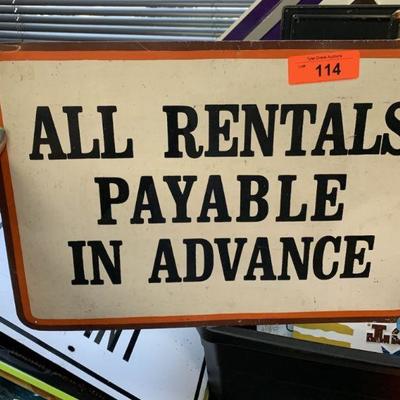 114
ALL RENTALS
PAYABLE
IN ADVANCE